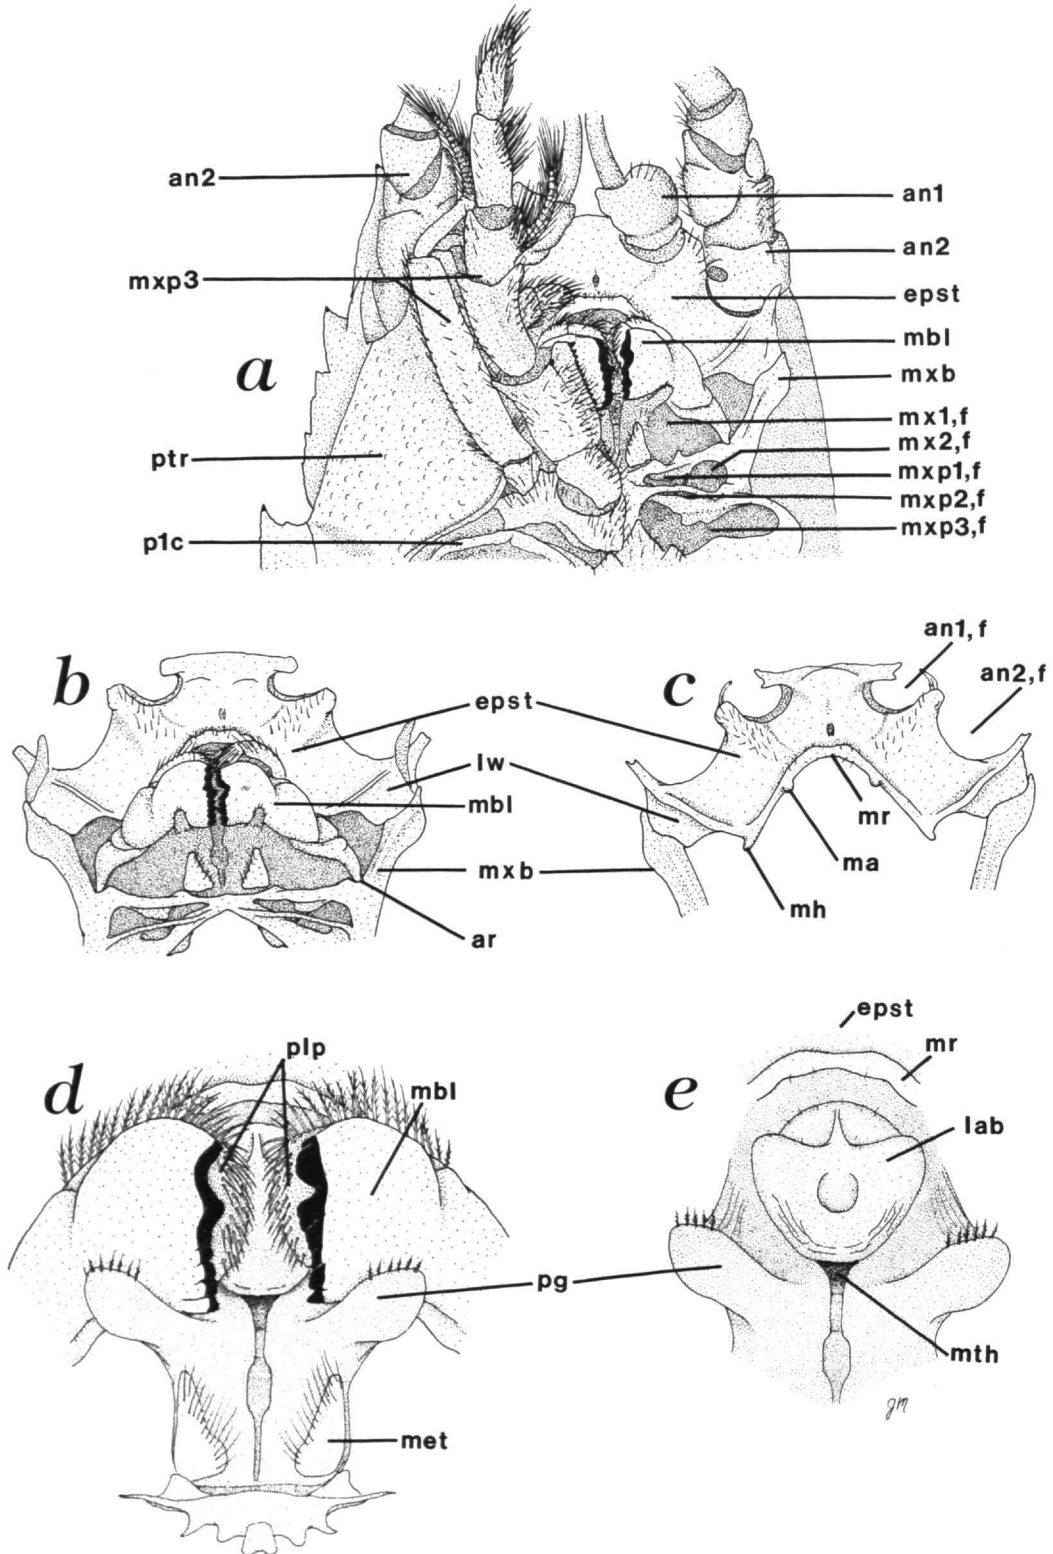 an2
mxp3
a
ptr
p1c
an1
an2
epst
mbl
mxb
mx1,f
mx2,f
mxp1,f
mxp2,f
mxp3,f
b
epst
lw
mbl
mxb
ar
c
an1,f
an2,f
mr
ma
mh
d
plp
mbl
pg
met
e
epst
mr
lab
mth
JM